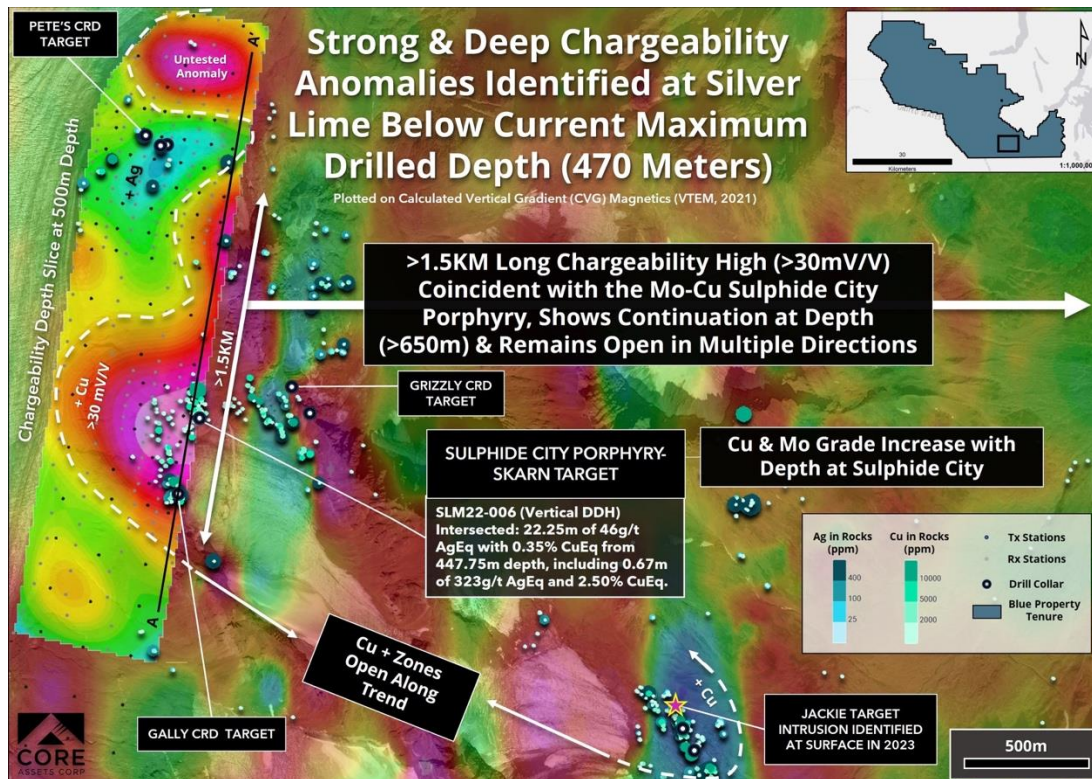 PETE'S CRD
TARGET
Untested
Anomaly
A'
Strong & Deep Chargeability
Anomalies Identified at Silver
Lime Below Current Maximum
Drilled Depth (470 Meters)
Plotted on Calculated Vertical Gradient (CVG) Magnetics (VTEM, 2021)
N
30
Kilometers
1:1,000,000
+ Ag
Chargeability Depth Slice at 500m Depth
>1.5KM Long Chargeability High (>30mV/V)
Coincident with the Mo-Cu Sulphide City
Porphyry, Shows Continuation at Depth
(>650m) & Remains Open in Multiple Directions
>1.5KM
+ Cu
>30 mV/V
GRIZZLY CRD
TARGET
SULPHIDE CITY PORPHYRY-
SKARN TARGET
SLM22-006 (Vertical DDH)
Intersected: 22.25m of 46g/t
AgEq with 0.35% CuEq from
447.75m depth, including 0.67m
of 323g/t AgEq and 2.50% CuEq.
Cu & Mo Grade Increase with
Depth at Sulphide City
Ag in Rocks
(ppm)
400
100
25
Cu in Rocks
(ppm)
10000
5000
2000
Tx Stations
Rx Stations
Drill Collar
Blue Property
Tenure
A
Cu + Zones
Open Along
Trend
+ Cu
GALLY CRD TARGET
JACKIE TARGET
INTRUSION IDENTIFIED
AT SURFACE IN 2023
500m
CORE
ASSETS CORP